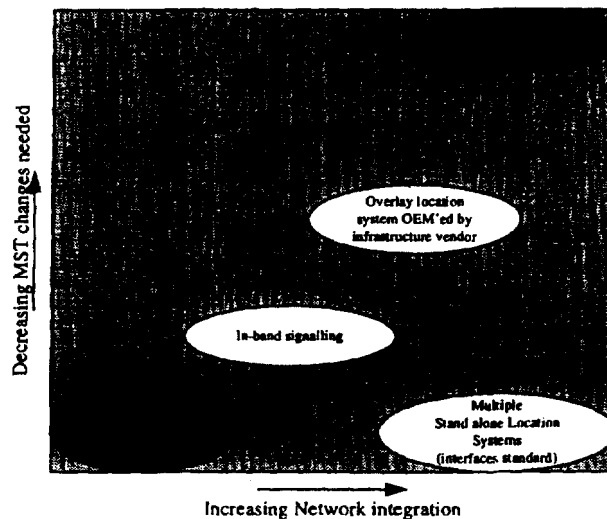 Decreasing MST changes needed
Overlay location
system OEM'ed by
infrastructure vendor
In-band signalling
Multiple
Stand alone Location
Systems
(interfaces standard)
Increasing Network integration